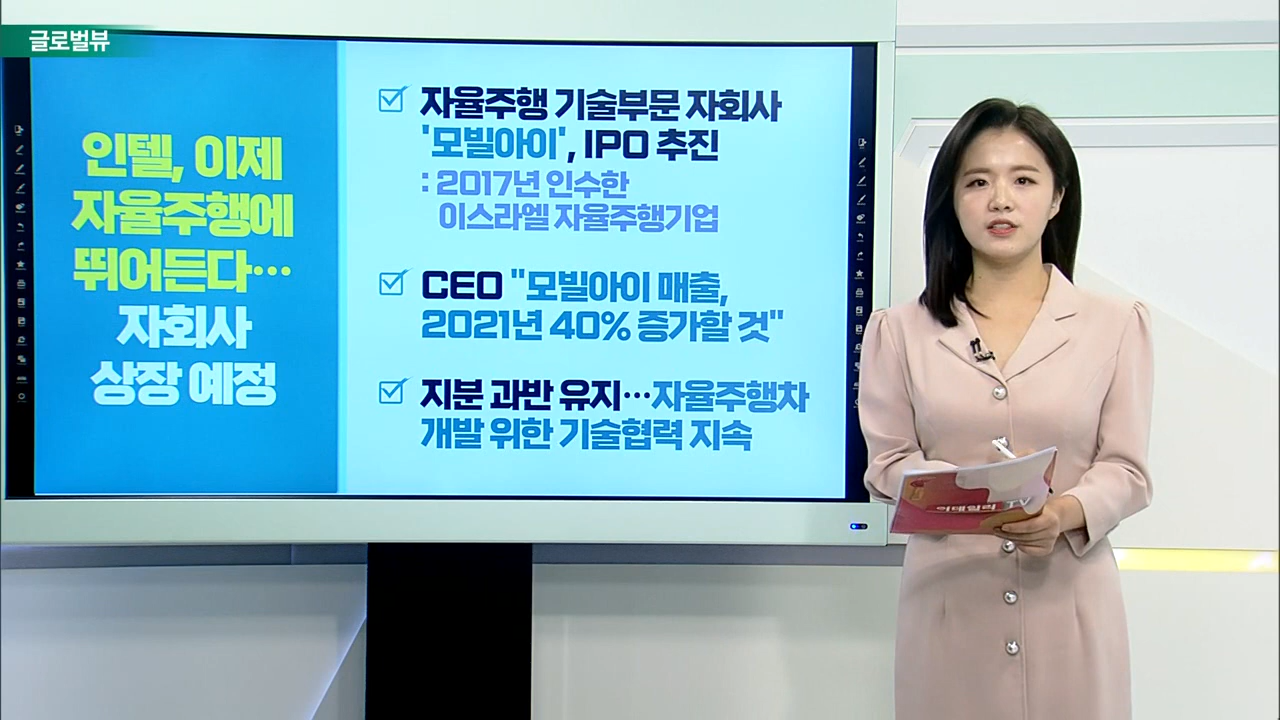 글로벌뷰
인텔, 이제
자율주행에
뛰어든다…
자회사
상장 예정
자율주행 기술부문 자회사
'모빌아이', IPO 추진
: 2017년 인수한
이스라엘 자율주행기업
CEO "모빌아이 매출,
2021년 40% 증가할 것"
지분 과반 유지…자율주행차
개발 위한 기술협력 지속
이데일리 TV